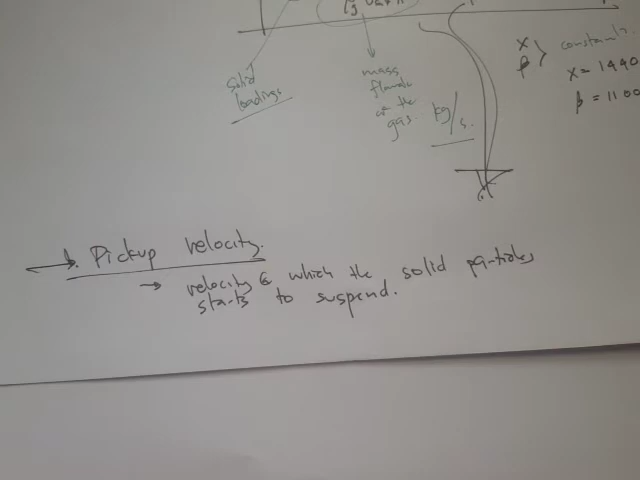 solid
loadings
mass
of the
gas.
kg/s.
x
β
constants.
x = 1440
β = 1100
→ Pickup velocity.
→ velocity @ which the solid particles
starts to suspend.